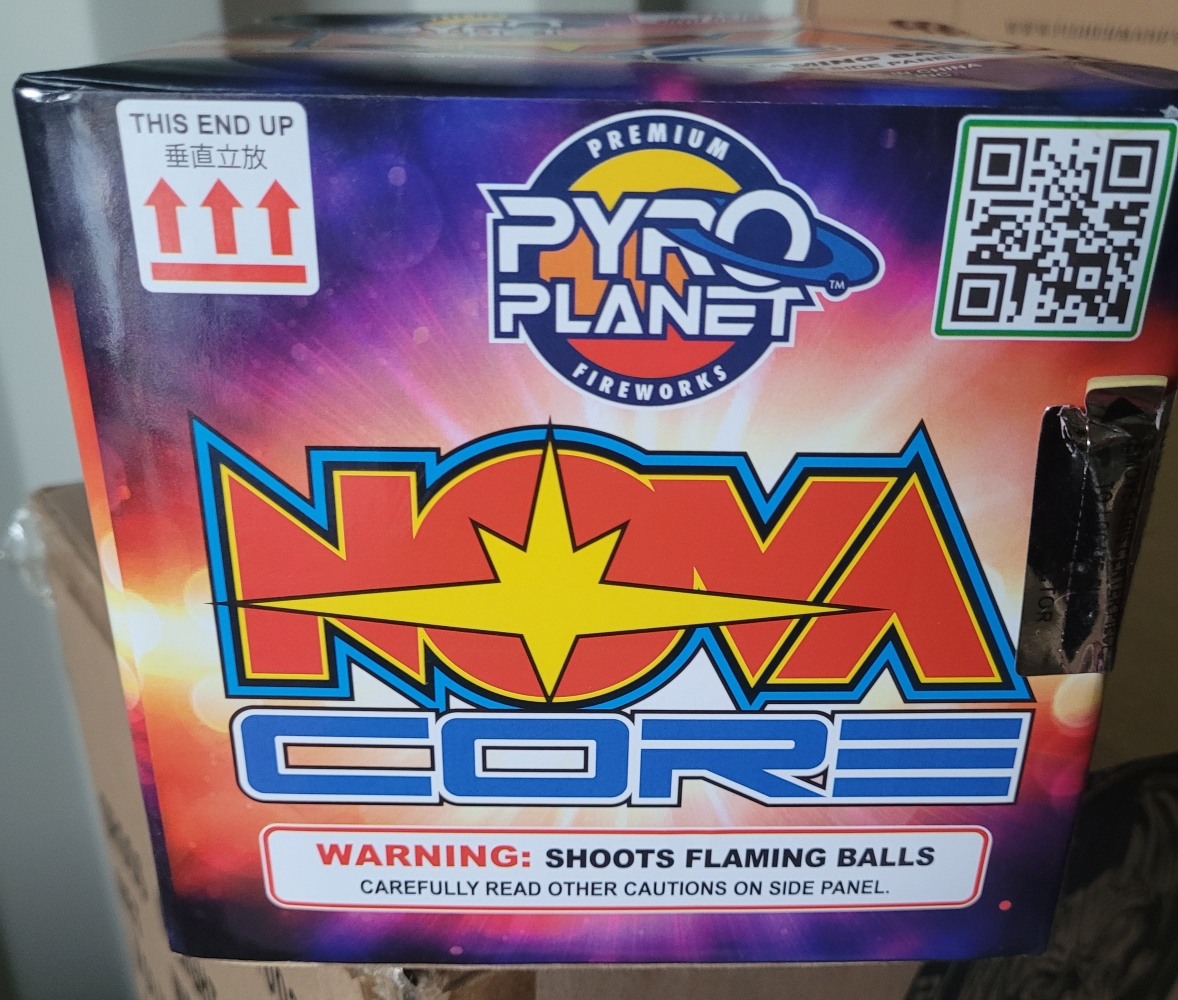 THIS END UP
垂直立放
PREMIUM
PYRO
PLANET
TM
FIREWORKS
NOVA
CORE
WARNING: SHOOTS FLAMING BALLS
CAREFULLY READ OTHER CAUTIONS ON SIDE PANEL.